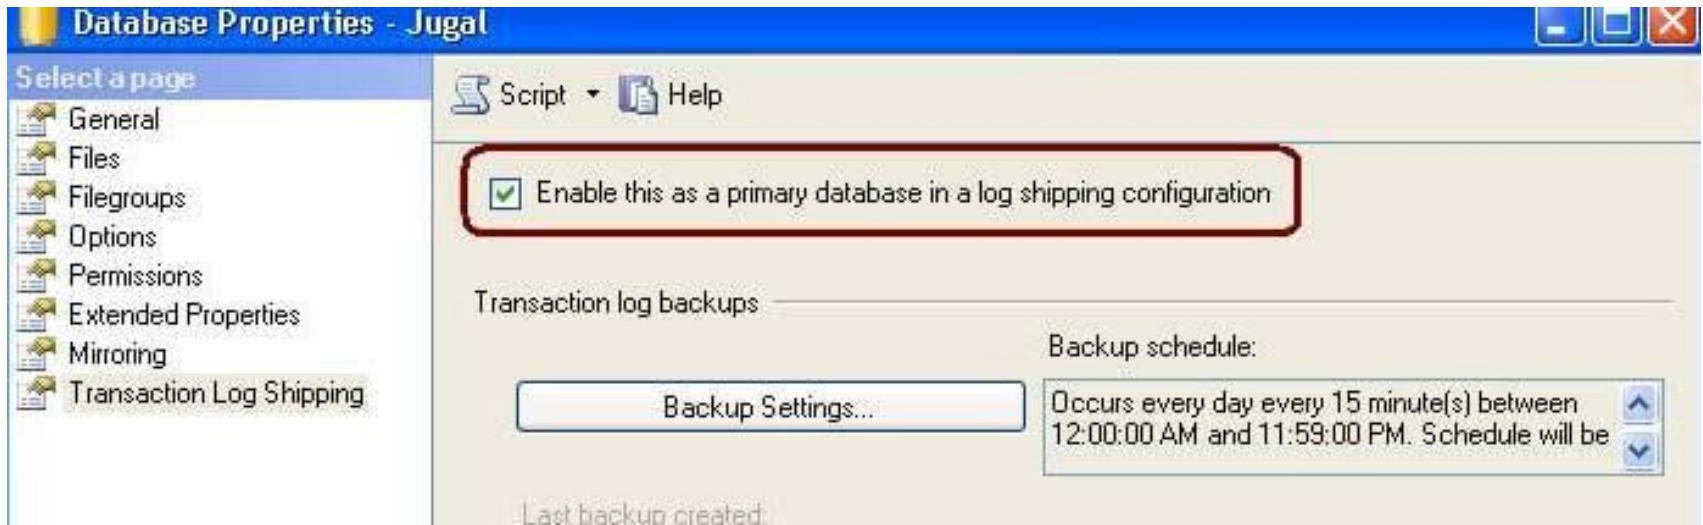 Database Properties - Jugal
Select a page
General
Files
Filegroups
Options
Permissions
Extended Properties
Mirroring
Transaction Log Shipping
Script
Help
Enable this as a primary database in a log shipping configuration
Transaction log backups
Backup schedule:
Backup Settings...
Occurs every day every 15 minute(s) between
12:00:00 AM and 11:59:00 PM. Schedule will be
Last backup created: